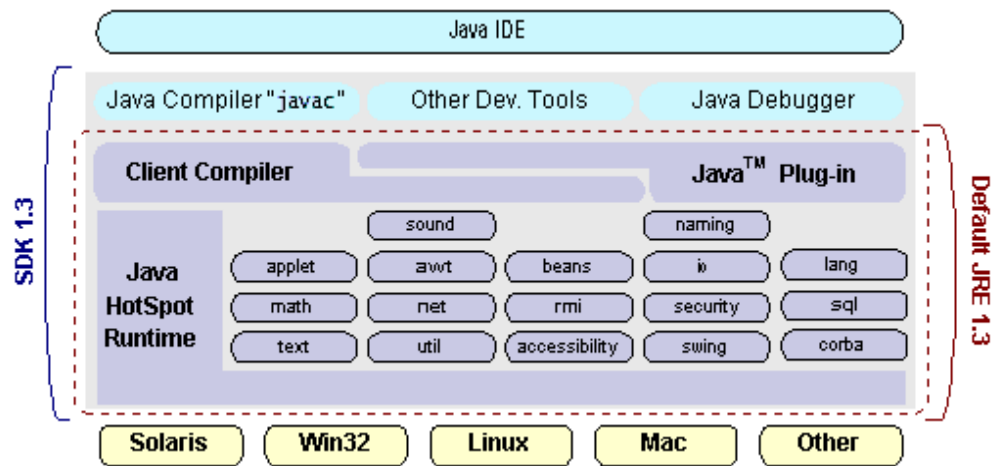 Java IDE
Java Compiler "javac"
Other Dev. Tools
Java Debugger
Client Compiler
Java™ Plug-in
SDK 1.3
Default JRE 1.3
Java
HotSpot
Runtime
sound
naming
applet
awt
beans
io
lang
math
net
rmi
security
sql
text
util
accessibility
swing
corba
Solaris
Win32
Linux
Mac
Other